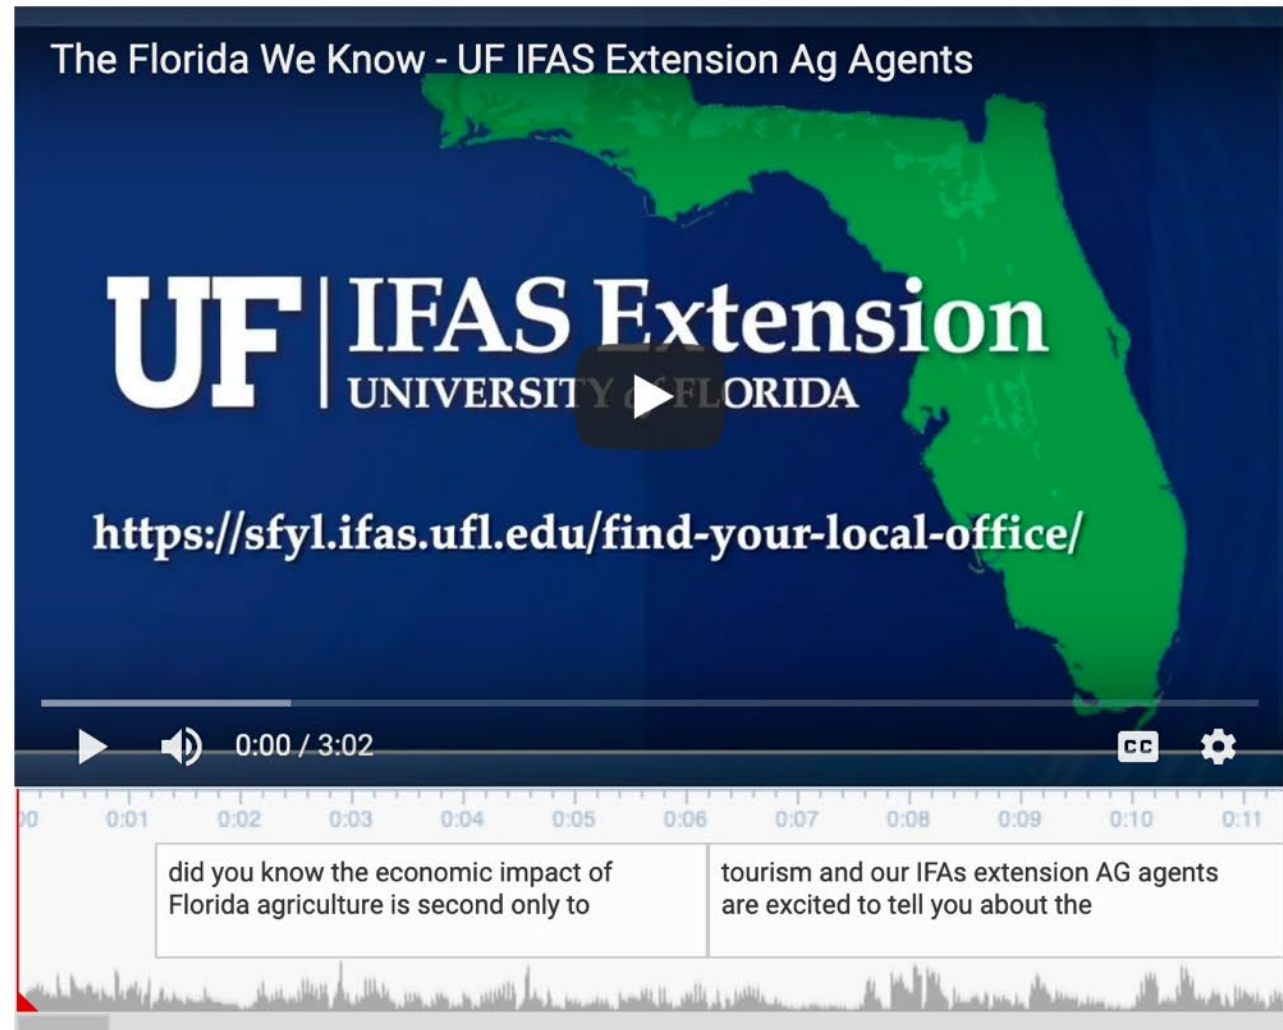 The Florida We Know - UF IFAS Extension Ag Agents
UF IFAS Extension
UNIVERSITY of FLORIDA
https://sfyl.ifas.ufl.edu/find-your-local-office/
0:00 / 3:02
CC
00 0:01 0:02 0:03 0:04 0:05 0:06 0:07 0:08 0:09 0:10 0:11
did you know the economic impact of
Florida agriculture is second only to
tourism and our IFAs extension AG agents
are excited to tell you about the